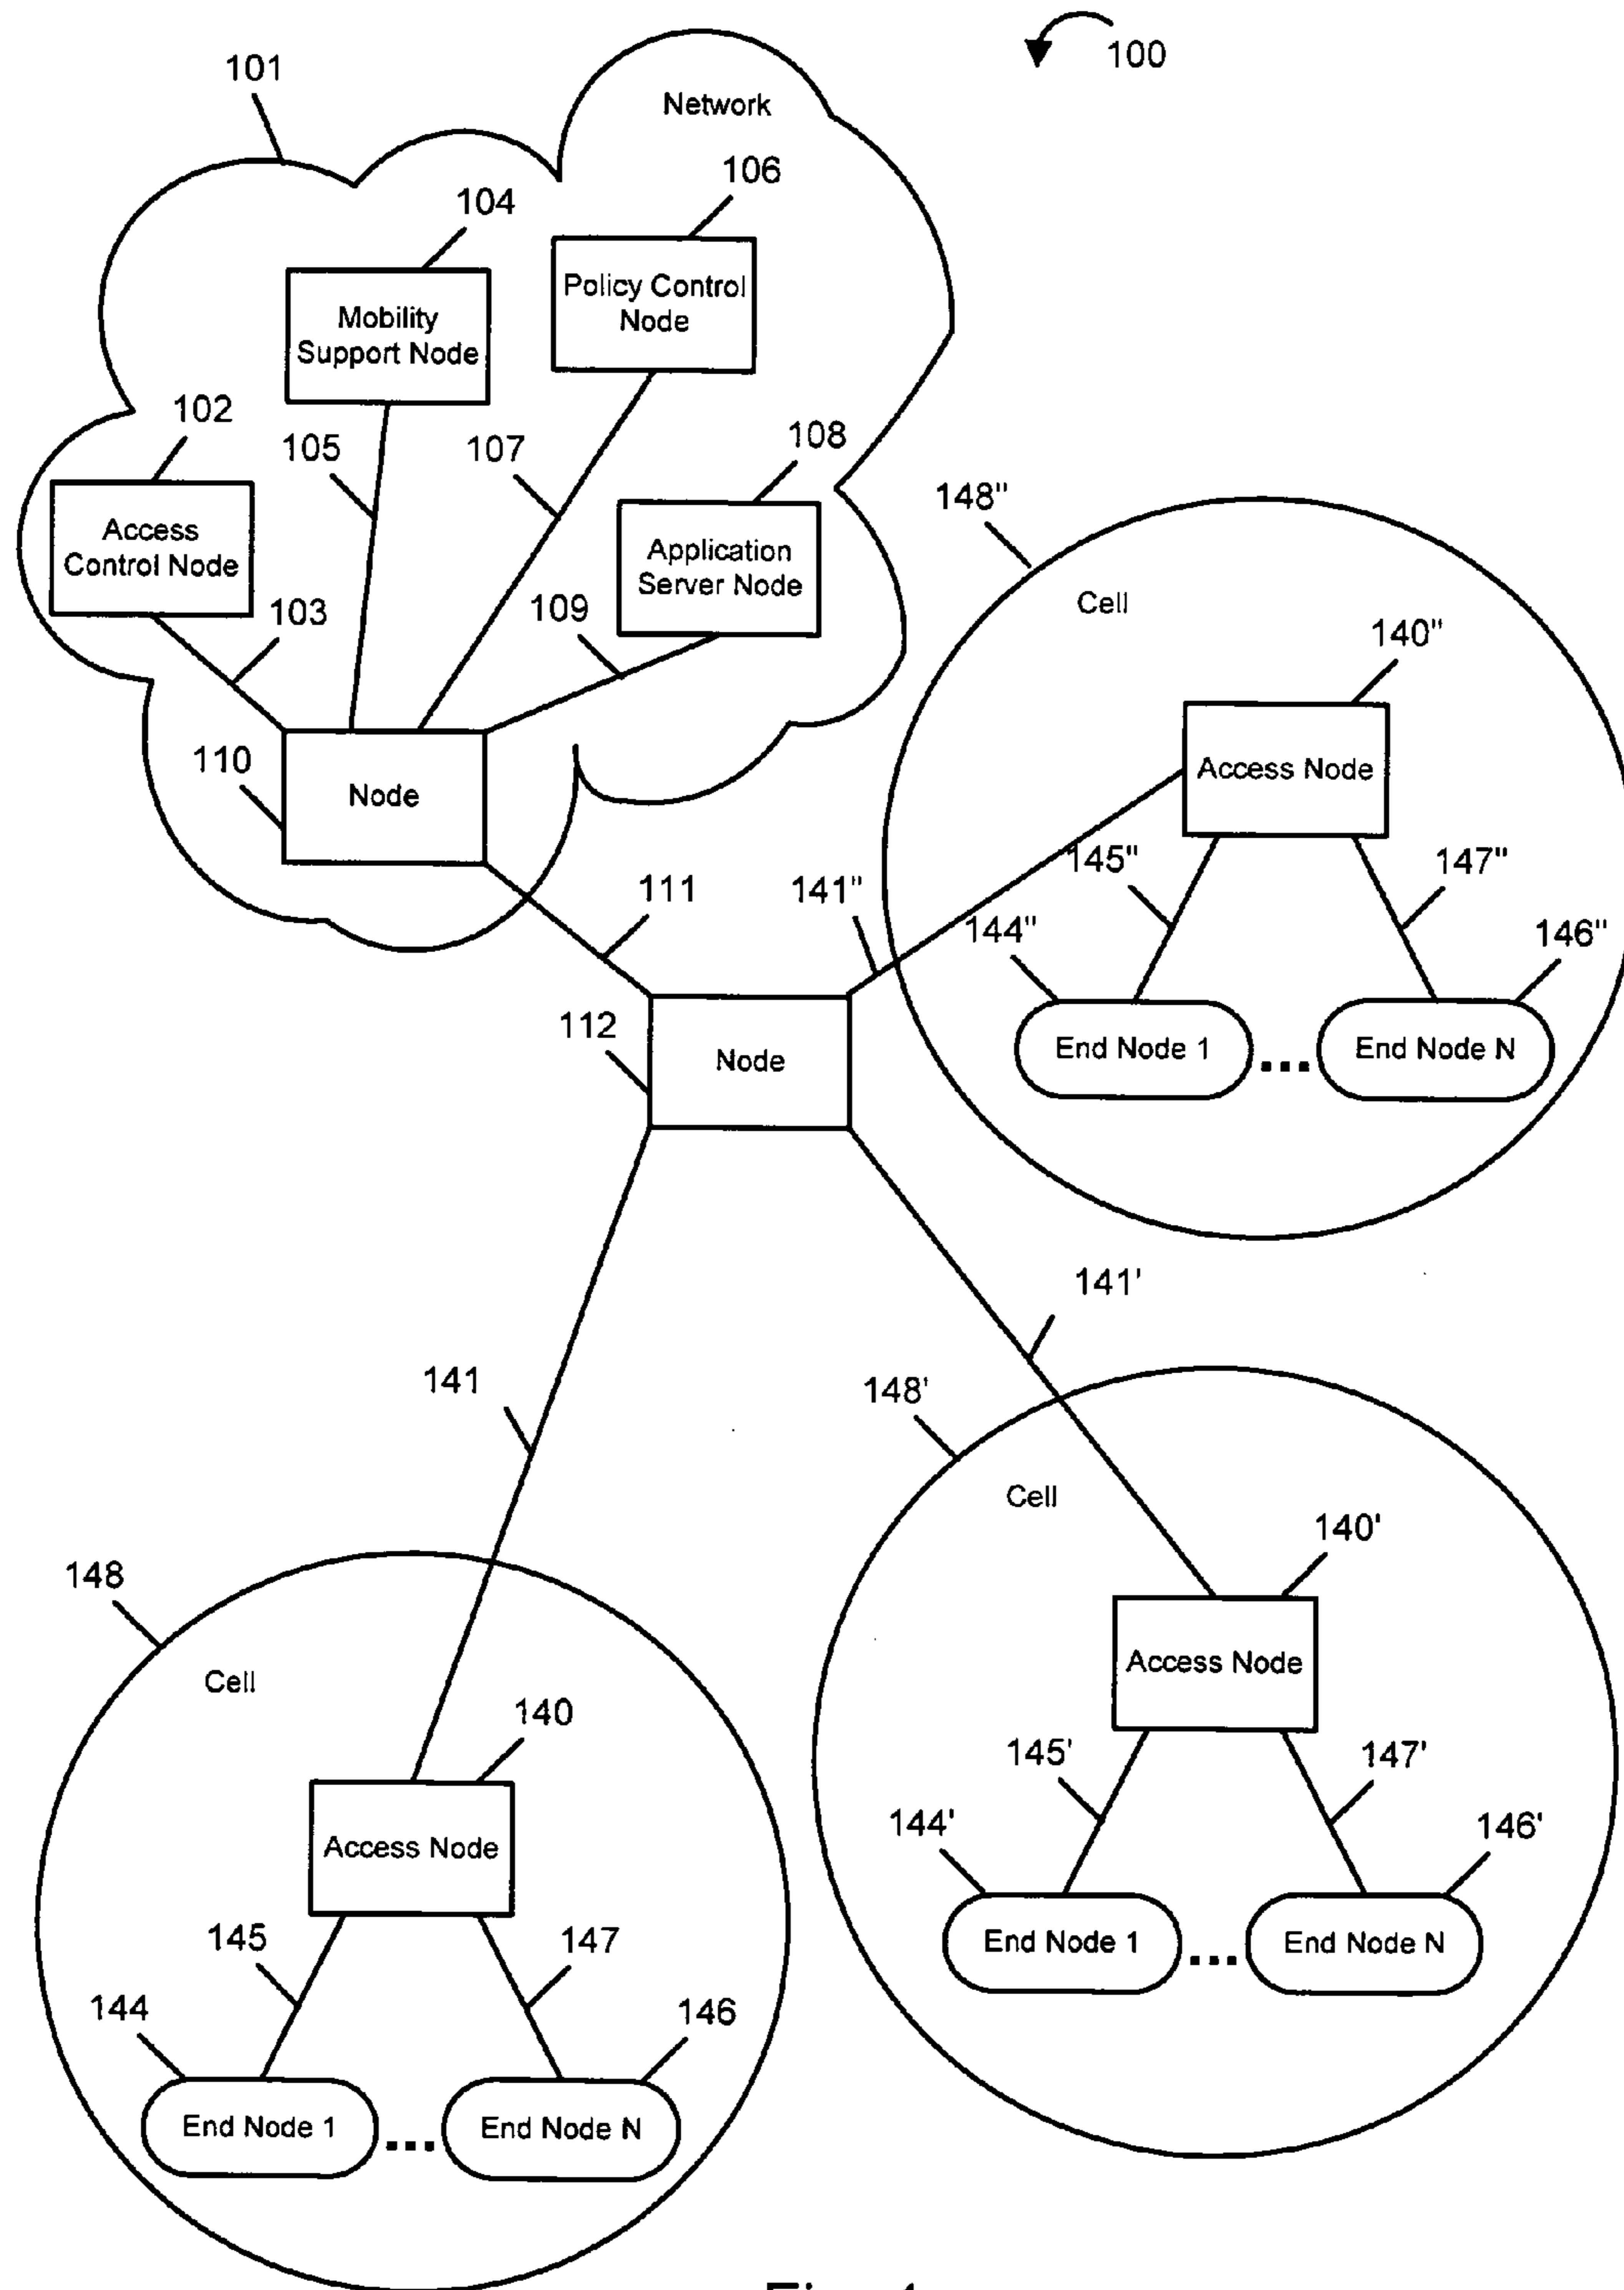 100
101
Network
106
104
Policy Control
Node
Mobility
Support Node
102
105
107
108
Access
Control Node
Application
Server Node
103
109
110
Node
111
148"
Cell
140"
Access Node
141"
145"
147"
144"
146"
End Node 1
...
End Node N
112
Node
141'
141
148'
Cell
140'
Access Node
145'
147'
144'
146'
End Node 1
...
End Node N
148
Cell
140
Access Node
145
147
144
146
End Node 1
...
End Node N